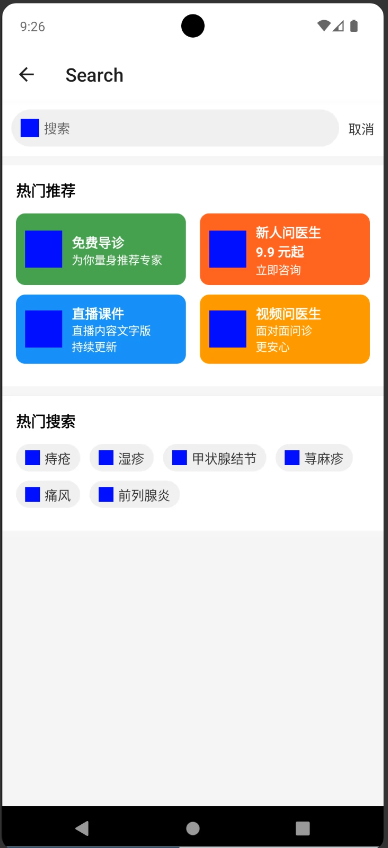 9:26
Search
搜索
取消
热门推荐
免费导诊
为你量身推荐专家
新人问医生
9.9 元起
立即咨询
直播课件
直播内容文字版
持续更新
视频问医生
面对面问诊
更安心
热门搜索
痔疮
湿疹
甲状腺结节
荨麻疹
痛风
前列腺炎